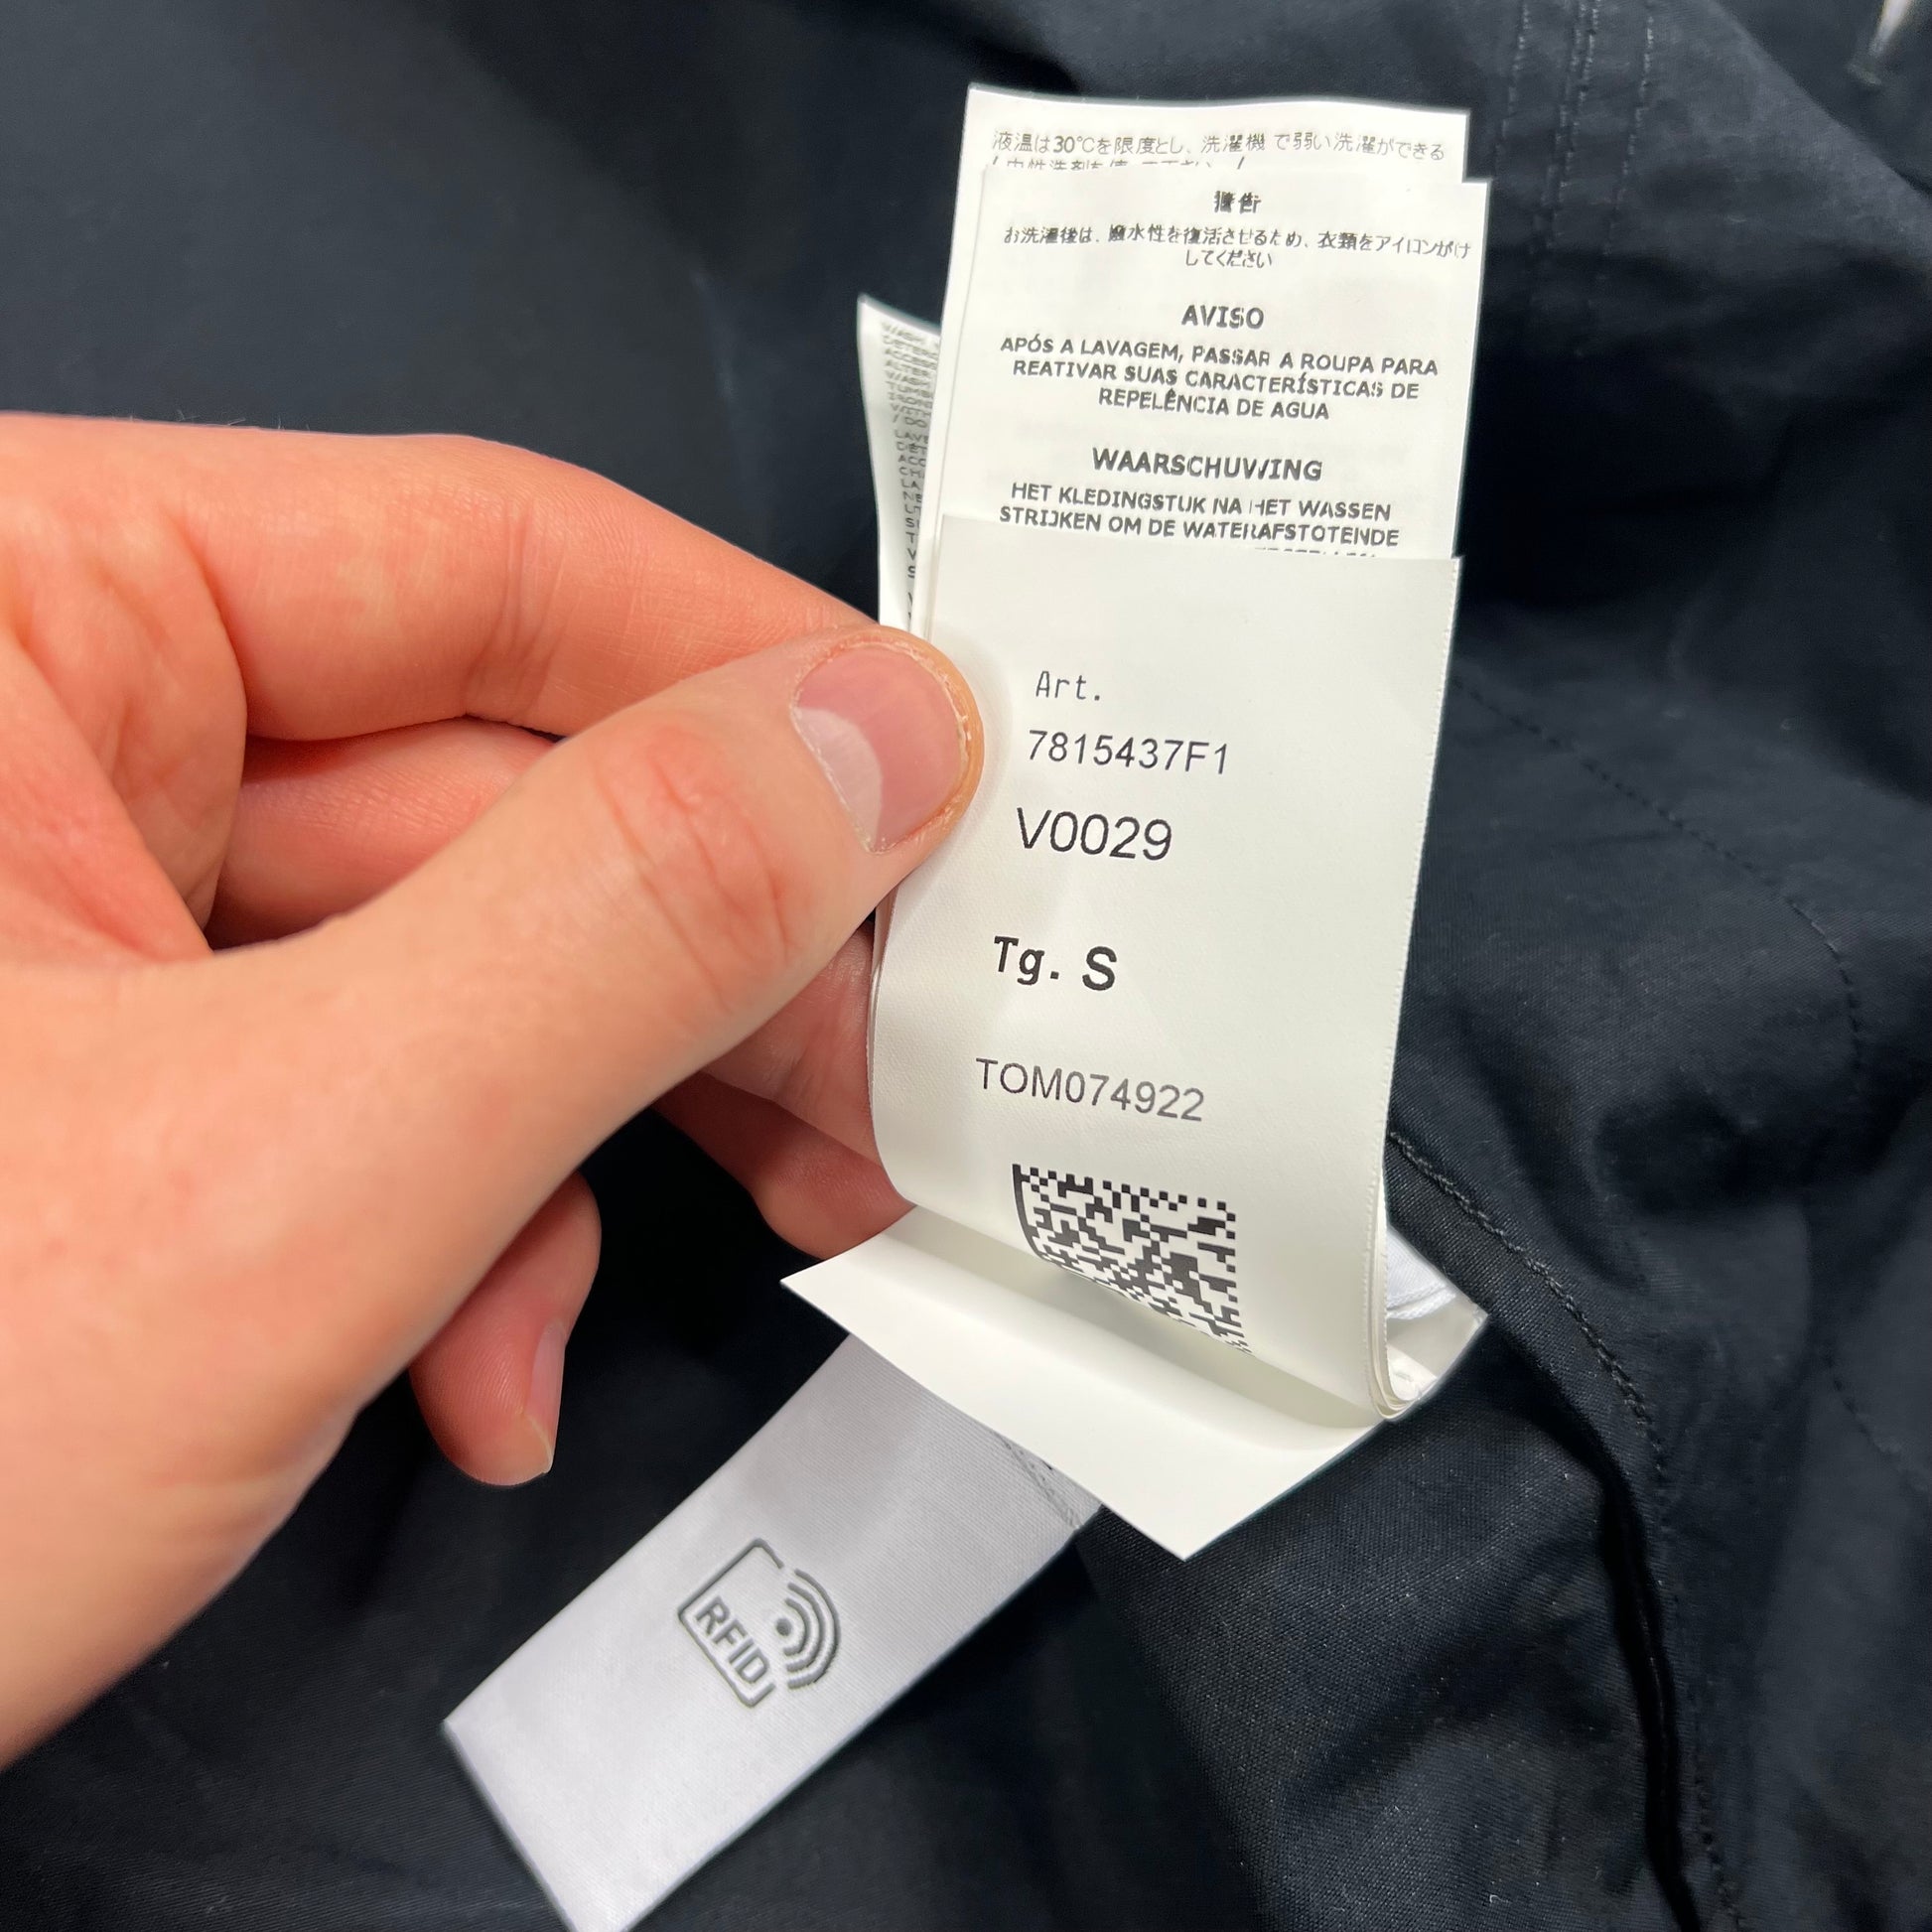 液温は30℃を限度とし、洗濯機で弱い洗濯ができる
警告
お洗濯後は、撥水性を復活させるため、衣類をアイロンがけ
してください
AVISO
APÓS A LAVAGEM, PASSAR A ROUPA PARA
REATIVAR SUAS CARACTERÍSTICAS DE
REPELÊNCIA DE AGUA
WAARSCHUWING
HET KLEDINGSTUK NA HET WASSEN
STRIJKEN OM DE WATERAFSTOTENDE
Art.
7815437F1
V0029
Tg. S
TOM074922
RFID